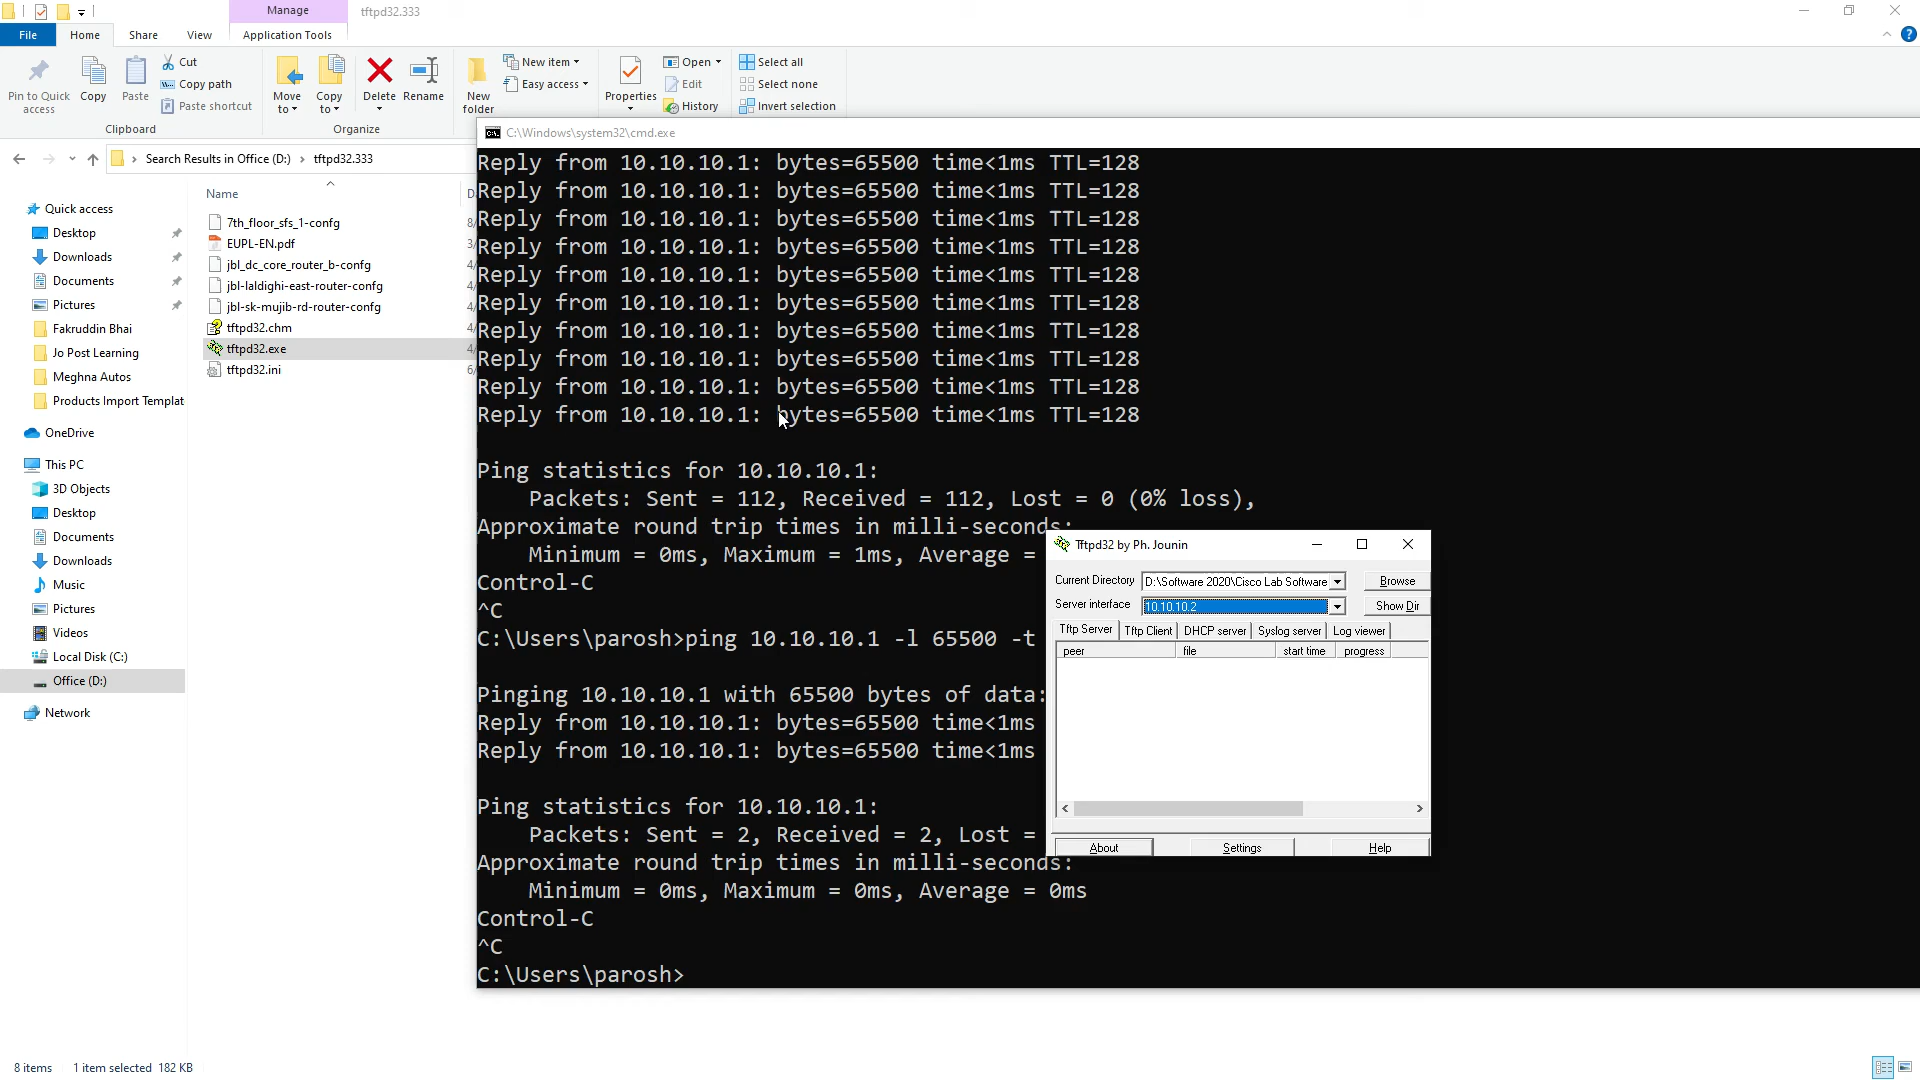 Manage
tftpd32.333
File
Home
Share
View
Application Tools
Pin to Quick access
Copy
Paste
Cut
Copy path
Paste shortcut
Move to
Copy to
Delete
Rename
New folder
New item
Easy access
Properties
Open
Edit
History
Select all
Select none
Invert selection
Clipboard
Organize
Search Results in Office (D:) › tftpd32.333
Quick access
Desktop
Downloads
Documents
Pictures
Fakruddin Bhai
Jo Post Learning
Meghna Autos
Products Import Templat
OneDrive
This PC
3D Objects
Desktop
Documents
Downloads
Music
Pictures
Videos
Local Disk (C:)
Office (D:)
Network
Name
7th_floor_sfs_1-confg
EUPL-EN.pdf
jbl_dc_core_router_b-confg
jbl-laldighi-east-router-confg
jbl-sk-mujib-rd-router-confg
tftpd32.chm
tftpd32.exe
tftpd32.ini
C:\Windows\system32\cmd.exe
Reply from 10.10.10.1: bytes=65500 time<1ms TTL=128
Reply from 10.10.10.1: bytes=65500 time<1ms TTL=128
Reply from 10.10.10.1: bytes=65500 time<1ms TTL=128
Reply from 10.10.10.1: bytes=65500 time<1ms TTL=128
Reply from 10.10.10.1: bytes=65500 time<1ms TTL=128
Reply from 10.10.10.1: bytes=65500 time<1ms TTL=128
Reply from 10.10.10.1: bytes=65500 time<1ms TTL=128
Reply from 10.10.10.1: bytes=65500 time<1ms TTL=128
Reply from 10.10.10.1: bytes=65500 time<1ms TTL=128
Reply from 10.10.10.1: bytes=65500 time<1ms TTL=128
Ping statistics for 10.10.10.1:
Packets: Sent = 112, Received = 112, Lost = 0 (0% loss),
Approximate round trip times in milli-seconds:
Minimum = 0ms, Maximum = 1ms, Average =
Control-C
^C
C:\Users\parosh>ping 10.10.10.1 -l 65500 -t
Pinging 10.10.10.1 with 65500 bytes of data:
Reply from 10.10.10.1: bytes=65500 time<1ms
Reply from 10.10.10.1: bytes=65500 time<1ms
Ping statistics for 10.10.10.1:
Packets: Sent = 2, Received = 2, Lost =
Approximate round trip times in milli-seconds:
Minimum = 0ms, Maximum = 0ms, Average = 0ms
Control-C
^C
C:\Users\parosh>
Tftpd32 by Ph. Jounin
Current Directory D:\Software 2020\Cisco Lab Software Browse
Server interface 10.10.10.2 Show Dir
Tftp Server Tftp Client DHCP server Syslog server Log viewer
peer file start time progress
About Settings Help
8 items 1 item selected 182 KB